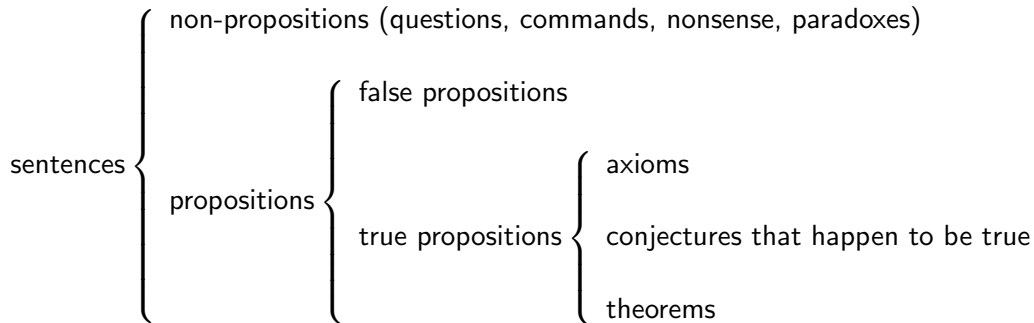 non-propositions (questions, commands, nonsense, paradoxes)
false propositions
sentences
axioms
propositions
true propositions
conjectures that happen to be true
theorems